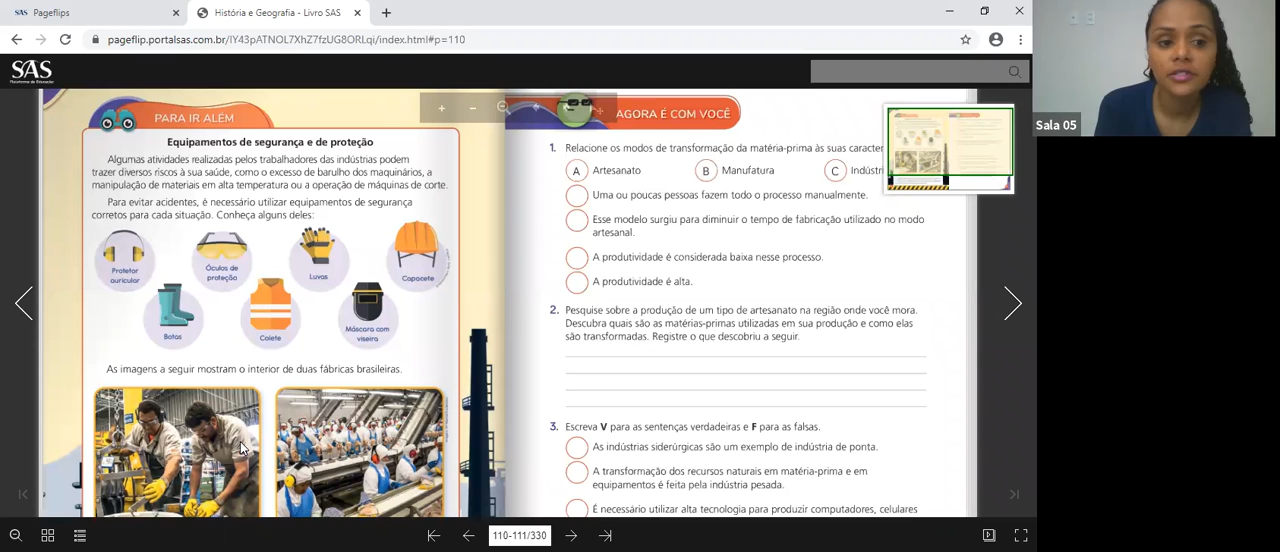 Pageflips
História e Geografia - Livro SAS
pageflip.portalsas.com.br/IY43pATNOL7XhZ7fzUG8ORLqi/index.html#p=110
SAS
Plataforma de Educação
Sala 05
PARA IR ALÉM
Equipamentos de segurança e de proteção
Algumas atividades realizadas pelos trabalhadores das indústrias podem
trazer diversos riscos à sua saúde, como o excesso de barulho dos maquinários, a
manipulação de materiais em alta temperatura ou a operação de máquinas de corte.
Para evitar acidentes, é necessário utilizar equipamentos de segurança
corretos para cada situação. Conheça alguns deles:
Protetor
auricular
Óculos de
proteção
Luvas
Capacete
Botas
Colete
Máscara com
viseira
As imagens a seguir mostram o interior de duas fábricas brasileiras.
AGORA É COM VOCÊ
1. Relacione os modos de transformação da matéria-prima às suas caracter
A Artesanato
B Manufatura
C Indústri
Uma ou poucas pessoas fazem todo o processo manualmente.
Esse modelo surgiu para diminuir o tempo de fabricação utilizado no modo
artesanal.
A produtividade é considerada baixa nesse processo.
A produtividade é alta.
2. Pesquise sobre a produção de um tipo de artesanato na região onde você mora.
Descubra quais são as matérias-primas utilizadas em sua produção e como elas
são transformadas. Registre o que descobriu a seguir.
3. Escreva V para as sentenças verdadeiras e F para as falsas.
As indústrias siderúrgicas são um exemplo de indústria de ponta.
A transformação dos recursos naturais em matéria-prima e em
equipamentos é feita pela indústria pesada.
É necessário utilizar alta tecnologia para produzir computadores, celulares
110-111/330